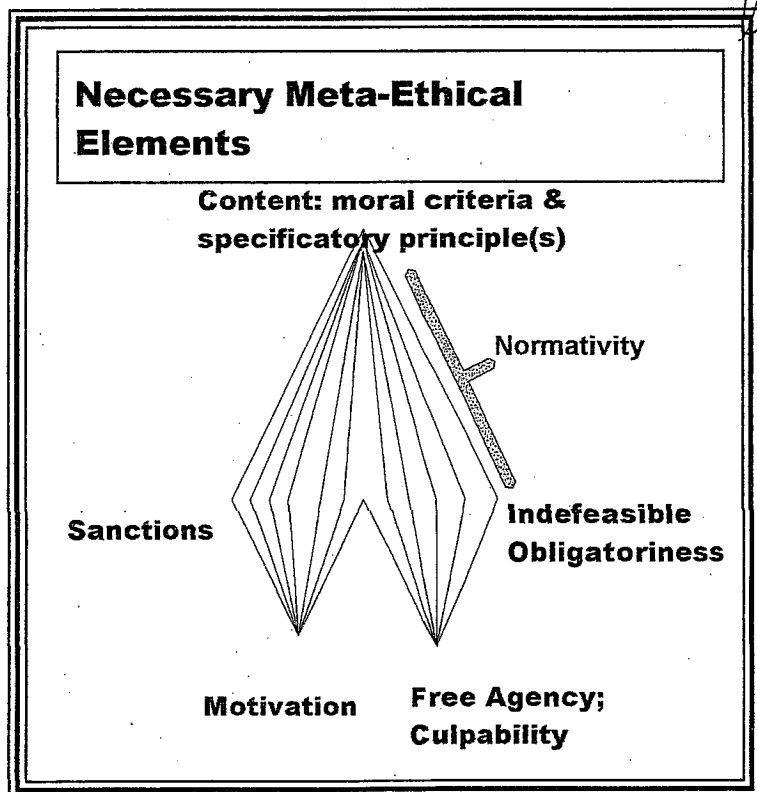 Necessary Meta-Ethical
Elements
Content: moral criteria &
specificatory principle(s)
Normativity
Sanctions
Indefeasible
Obligatoriness
Motivation
Free Agency;
Culpability